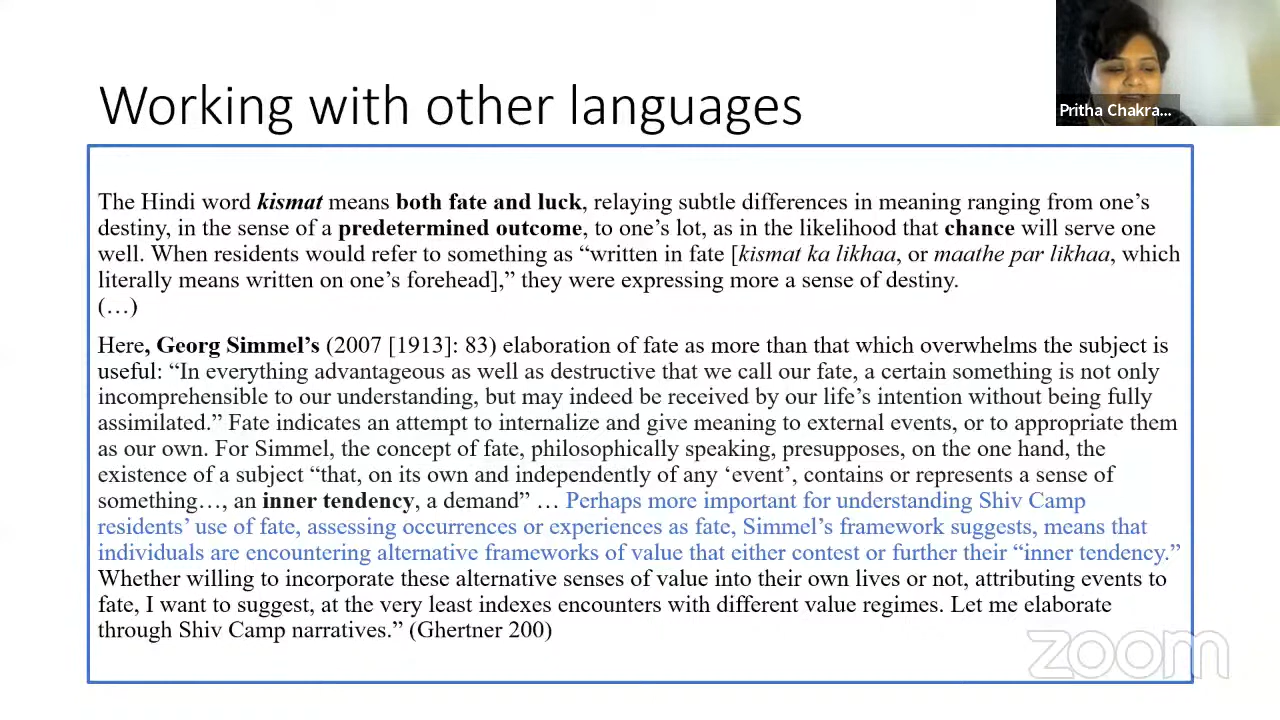 Working with other languages
Pritha Chakra...
The Hindi word kismat means both fate and luck, relaying subtle differences in meaning ranging from one’s
destiny, in the sense of a predetermined outcome, to one’s lot, as in the likelihood that chance will serve one
well. When residents would refer to something as “written in fate [kismat ka likhaa, or maathe par likhaa, which
literally means written on one’s forehead],” they were expressing more a sense of destiny.
(…)
Here, Georg Simmel’s (2007 [1913]: 83) elaboration of fate as more than that which overwhelms the subject is
useful: “In everything advantageous as well as destructive that we call our fate, a certain something is not only
incomprehensible to our understanding, but may indeed be received by our life’s intention without being fully
assimilated.” Fate indicates an attempt to internalize and give meaning to external events, or to appropriate them
as our own. For Simmel, the concept of fate, philosophically speaking, presupposes, on the one hand, the
existence of a subject “that, on its own and independently of any ‘event’, contains or represents a sense of
something…, an inner tendency, a demand” … Perhaps more important for understanding Shiv Camp
residents’ use of fate, assessing occurrences or experiences as fate, Simmel’s framework suggests, means that
individuals are encountering alternative frameworks of value that either contest or further their “inner tendency.”
Whether willing to incorporate these alternative senses of value into their own lives or not, attributing events to
fate, I want to suggest, at the very least indexes encounters with different value regimes. Let me elaborate
through Shiv Camp narratives.” (Ghertner 200)
zoom